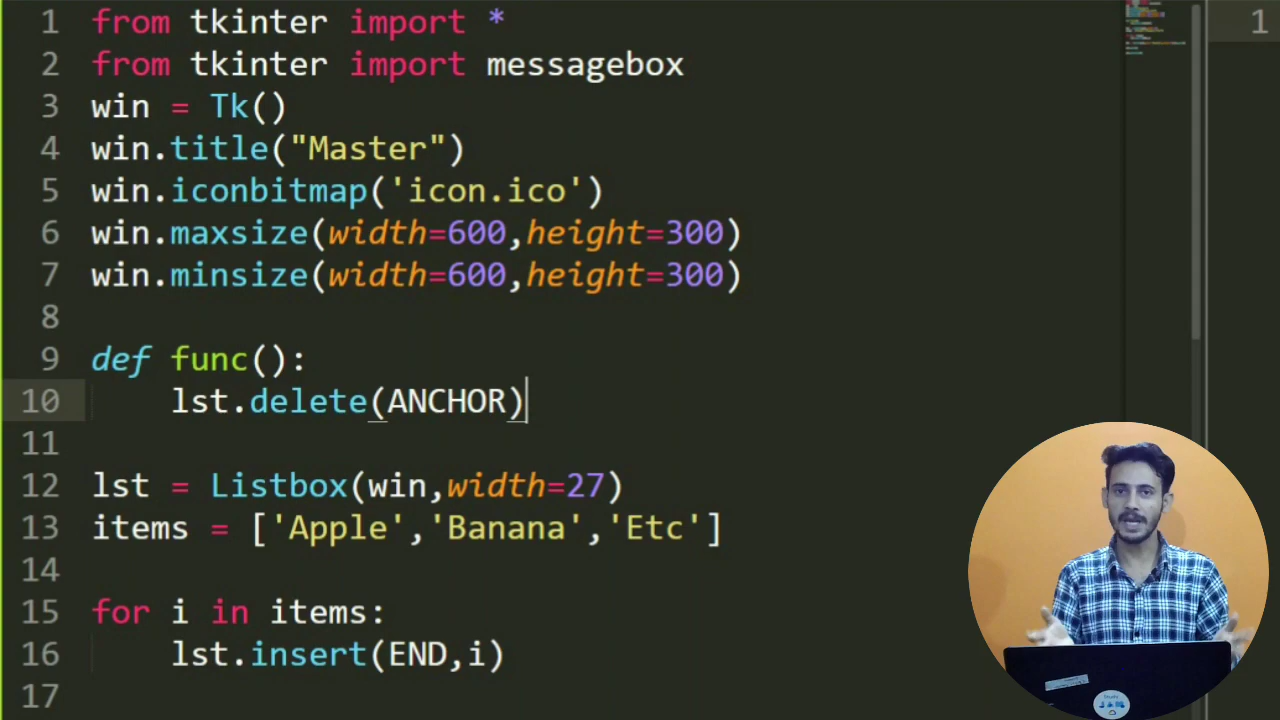 1 from tkinter import *
2 from tkinter import messagebox
3 win = Tk()
4 win.title("Master")
5 win.iconbitmap('icon.ico')
6 win.maxsize(width=600,height=300)
7 win.minsize(width=600,height=300)
8
9 def func():
10 lst.delete(ANCHOR)
11
12 lst = Listbox(win,width=27)
13 items = ['Apple','Banana','Etc']
14
15 for i in items:
16 lst.insert(END,i)
17
1